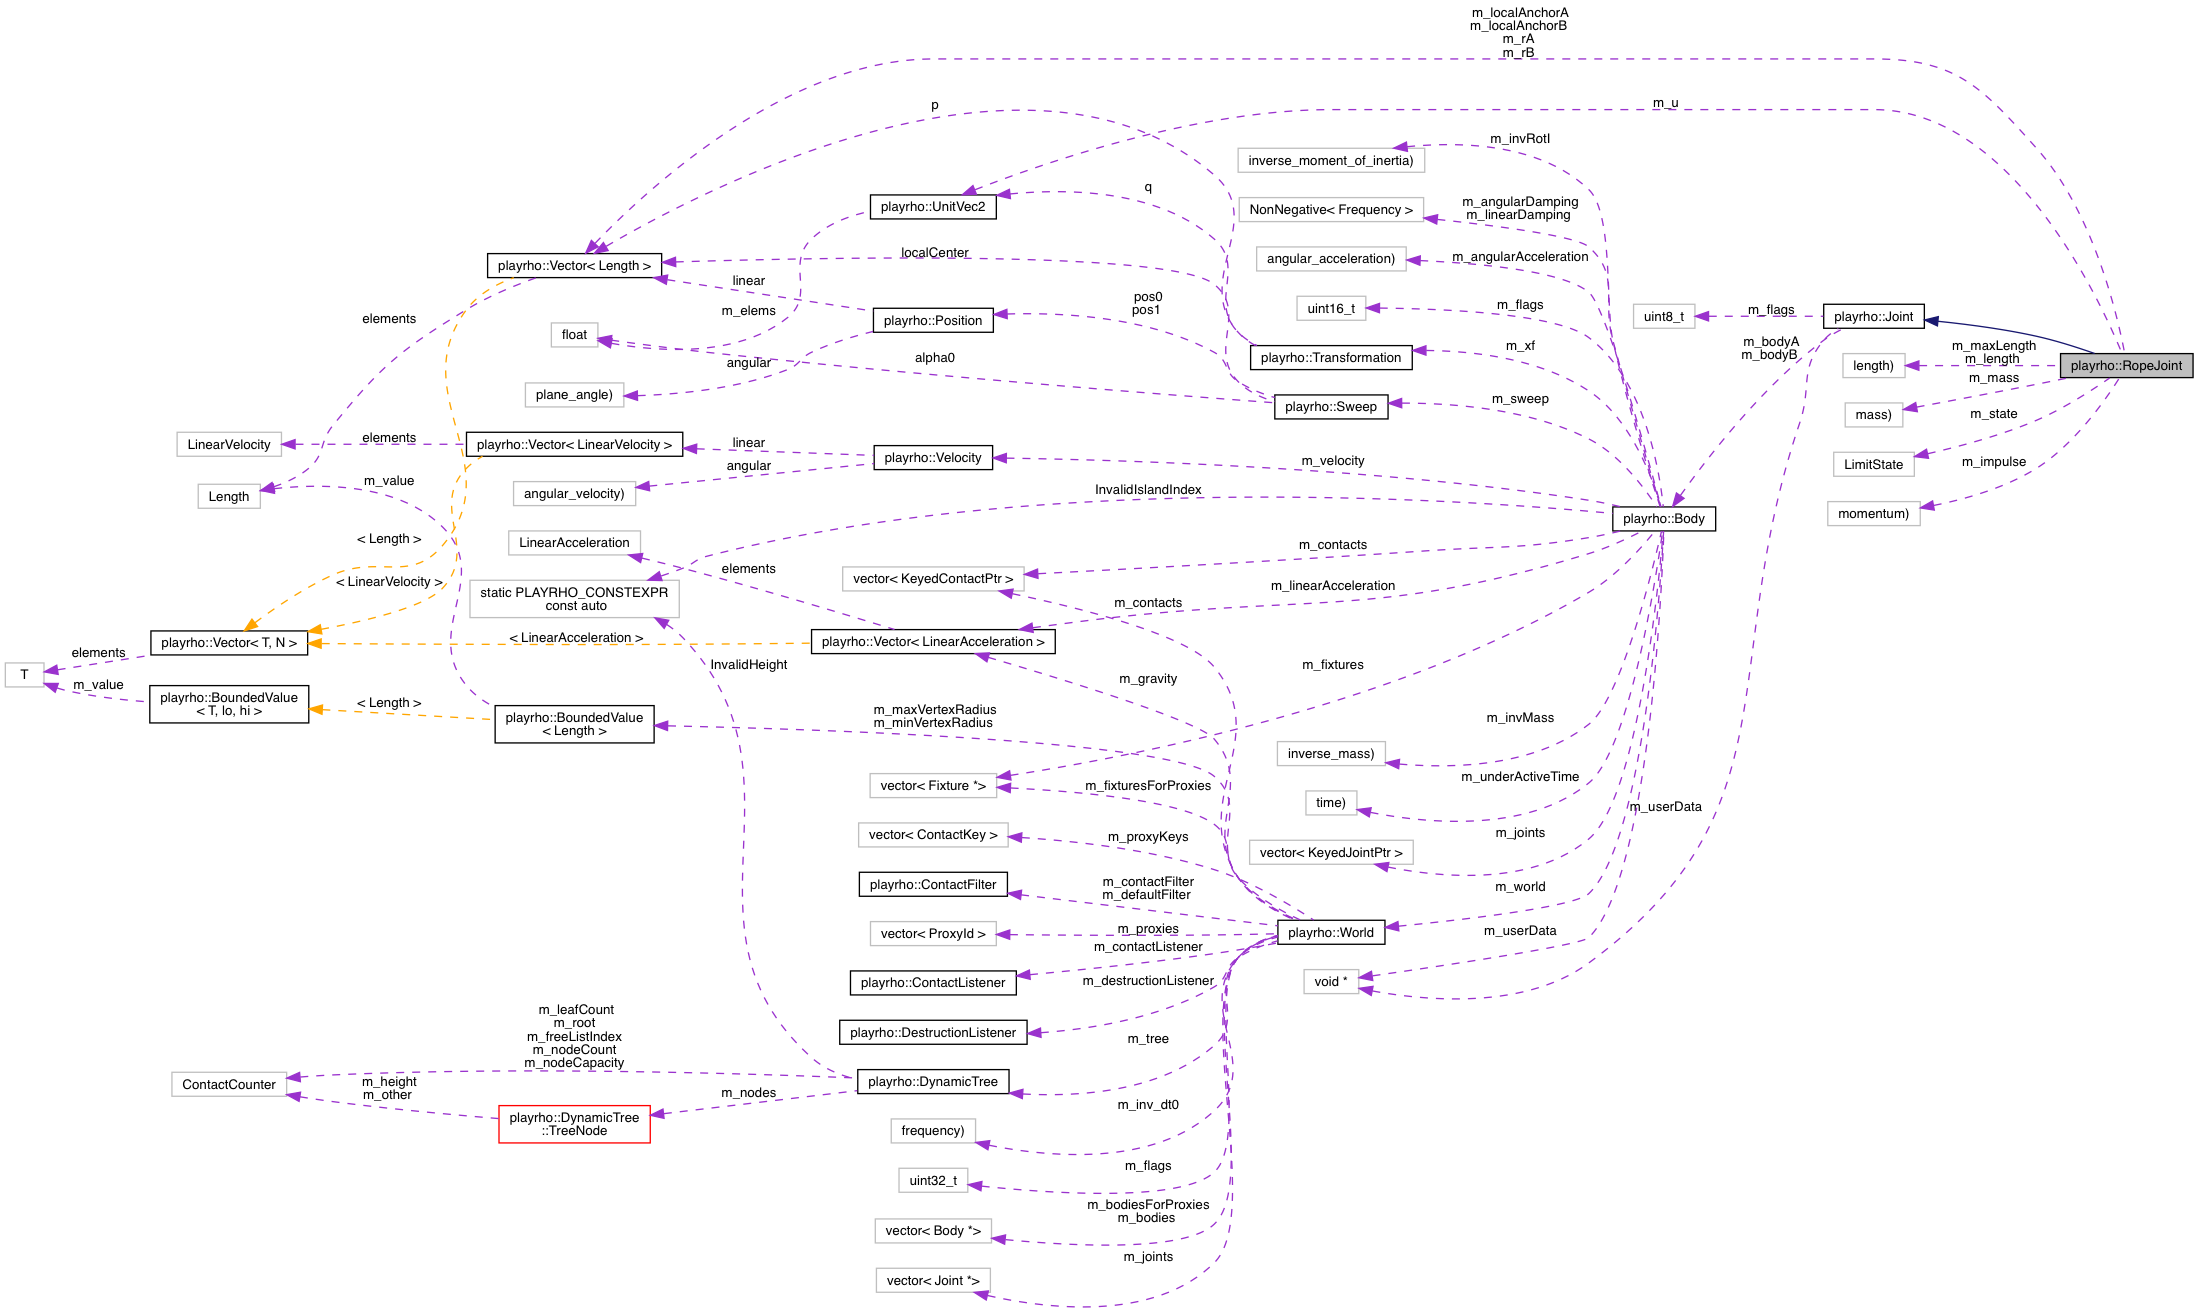 m_localAnchorA
m_localAnchorB
m_rA
m_rB
p
m_u
m_invRotI
inverse_moment_of_inertia)
q
playrho::UnitVec2
NonNegative< Frequency >
m_angularDamping
m_linearDamping
localCenter
playrho::Vector< Length >
angular_acceleration)
m_angularAcceleration
linear
pos0
pos1
uint16_t
m_flags
m_elems
elements
float
playrho::Position
uint8_t
m_flags
playrho::Joint
m_bodyA
m_bodyB
m_maxLength
m_length
length)
playrho::RopeJoint
alpha0
angular
playrho::Transformation
m_xf
m_mass
plane_angle)
playrho::Sweep
m_sweep
mass)
m_state
LinearVelocity
elements
playrho::Vector< LinearVelocity >
linear
angular
playrho::Velocity
m_velocity
LimitState
m_impulse
Length
m_value
angular_velocity)
InvalidIslandIndex
momentum)
playrho::Body
< Length >
LinearAcceleration
m_contacts
elements
vector< KeyedContactPtr >
m_linearAcceleration
< LinearVelocity >
static PLAYRHO_CONSTEXPR
const auto
m_contacts
playrho::Vector< T, N >
< LinearAcceleration >
playrho::Vector< LinearAcceleration >
elements
T
m_value
InvalidHeight
m_gravity
m_fixtures
playrho::BoundedValue
< T, lo, hi >
< Length >
playrho::BoundedValue
< Length >
m_maxVertexRadius
m_minVertexRadius
m_invMass
inverse_mass)
m_underActiveTime
vector< Fixture *>
m_fixturesForProxies
time)
m_userData
vector< ContactKey >
m_proxyKeys
m_joints
vector< KeyedJointPtr >
playrho::ContactFilter
m_contactFilter
m_defaultFilter
m_world
vector< ProxyId >
m_proxies
playrho::World
m_userData
m_contactListener
playrho::ContactListener
m_destructionListener
void *
playrho::DestructionListener
m_leafCount
m_root
m_freeListIndex
m_nodeCount
m_nodeCapacity
m_tree
ContactCounter
m_height
m_other
playrho::DynamicTree
m_nodes
playrho::DynamicTree
::TreeNode
m_inv_dt0
frequency)
m_flags
uint32_t
m_bodiesForProxies
m_bodies
vector< Body *>
m_joints
vector< Joint *>